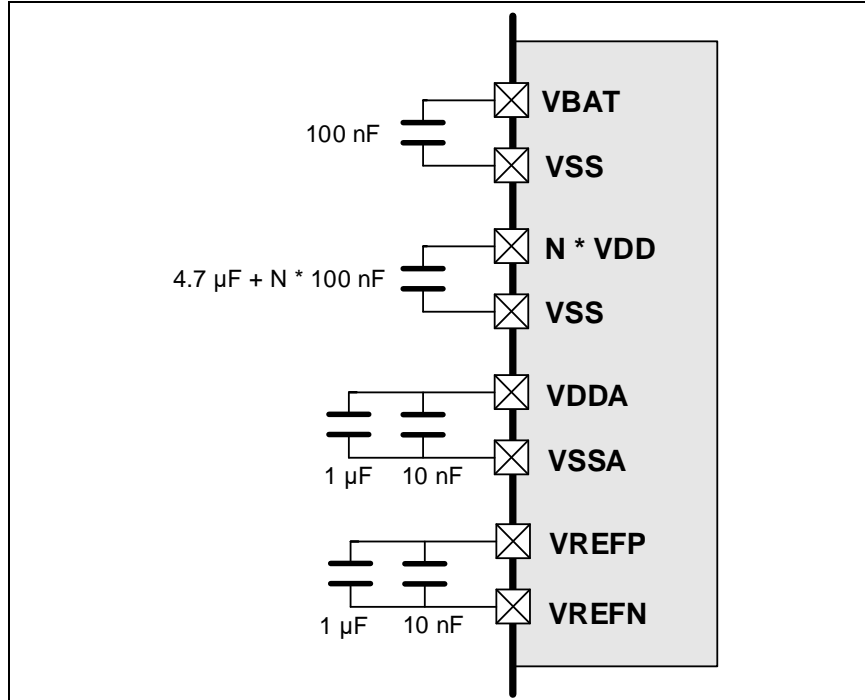 VBAT
100 nF
VSS
N * VDD
4.7 µF + N * 100 nF
VSS
VDDA
VSSA
1 µF 10 nF
VREFP
VREFN
1 µF 10 nF